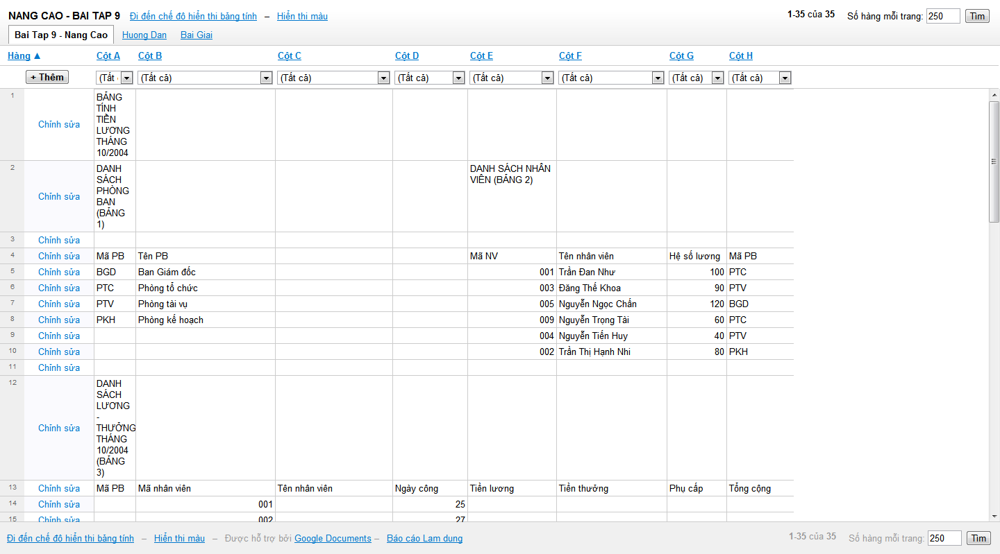 NANG CAO - BAI TAP 9 Đi đến chế đô hiển thi bảng tính – Hiển thi màu 1-35 của 35 Số hàng mỗi trang: 250 Tìm
Bai Tap 9 - Nang Cao Huong Dan Bai Giai
Hàng ▲ Cột A Cột B Cột C Cột D Cột E Cột F Cột G Cột H
+ Thêm (Tất (Tất cả) (Tất cả) (Tất cả) (Tất cả) (Tất cả) (Tất cả) (Tất cả)
1 Chỉnh sửa BẢNG
TÍNH
TIỀN
LƯƠNG
THÁNG
10/2004
2 Chỉnh sửa DANH
SÁCH
PHÒNG
BAN
(BẢNG
1)
DANH SÁCH NHÂN
VIÊN (BẢNG 2)
3 Chỉnh sửa
4 Chỉnh sửa Mã PB Tên PB Mã NV Tên nhân viên Hệ số lương Mã PB
5 Chỉnh sửa BGD Ban Giám đốc 001 Trần Đan Như 100 PTC
6 Chỉnh sửa PTC Phòng tổ chức 003 Đăng Thế Khoa 90 PTV
7 Chỉnh sửa PTV Phòng tài vụ 005 Nguyễn Ngọc Chấn 120 BGD
8 Chỉnh sửa PKH Phòng kế hoạch 009 Nguyễn Trọng Tài 60 PTC
9 Chỉnh sửa 004 Nguyễn Tiến Huy 40 PTV
10 Chỉnh sửa 002 Trần Thị Hạnh Nhi 80 PKH
11 Chỉnh sửa
12 Chỉnh sửa DANH
SÁCH
LƯƠNG
-
THƯỞNG
THÁNG
10/2004
(BẢNG
3)
13 Chỉnh sửa Mã PB Mã nhân viên Tên nhân viên Ngày công Tiền lương Tiền thưởng Phụ cấp Tổng cộng
14 Chỉnh sửa 001 25
15 Chỉnh sửa 002 27
Đi đến chế đô hiển thi bảng tính – Hiển thi màu – Được hỗ trợ bởi Google Documents – Báo cáo Lam dung 1-35 của 35 Số hàng mỗi trang: 250 Tìm